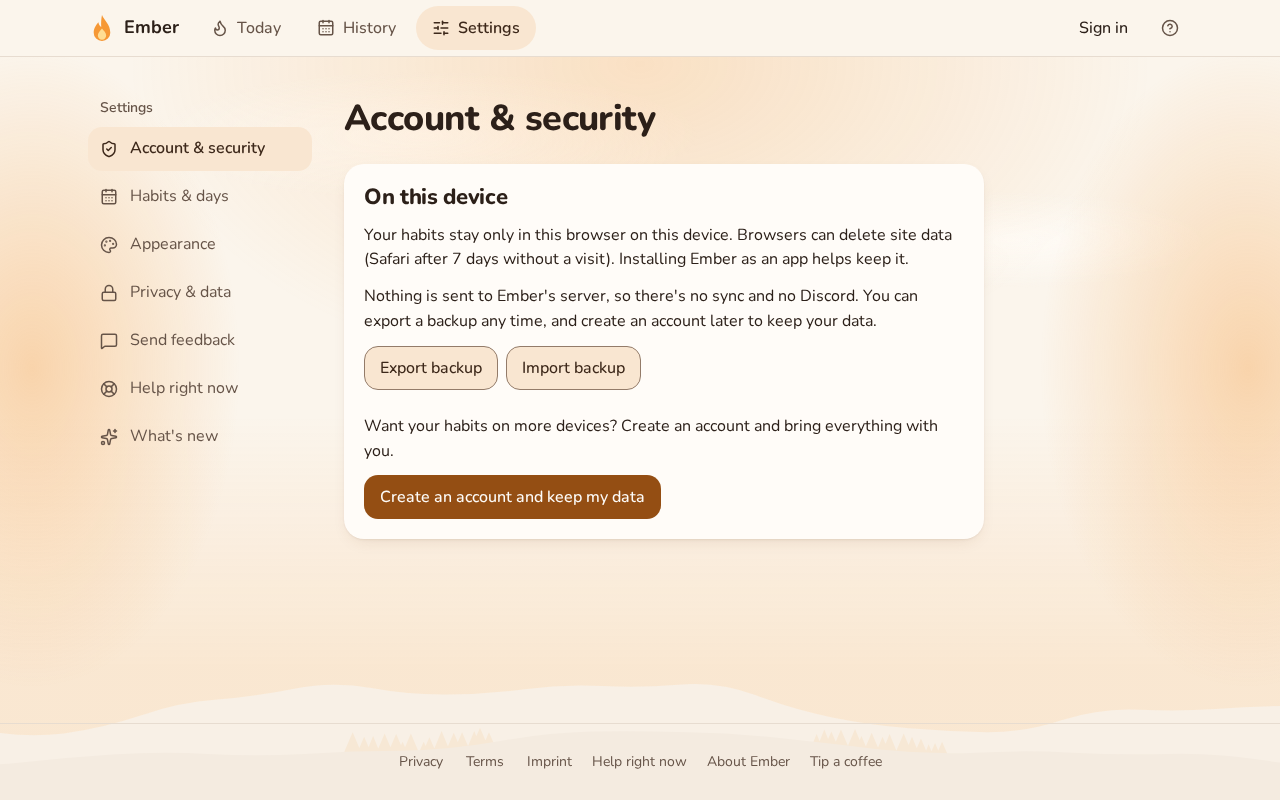 Ember
Today
History
Settings
Sign in
Settings
Account & security
Habits & days
Appearance
Privacy & data
Send feedback
Help right now
What's new
Account & security
On this device
Your habits stay only in this browser on this device. Browsers can delete site data
(Safari after 7 days without a visit). Installing Ember as an app helps keep it.
Nothing is sent to Ember's server, so there's no sync and no Discord. You can
export a backup any time, and create an account later to keep your data.
Export backup
Import backup
Want your habits on more devices? Create an account and bring everything with
you.
Create an account and keep my data
Privacy
Terms
Imprint
Help right now
About Ember
Tip a coffee